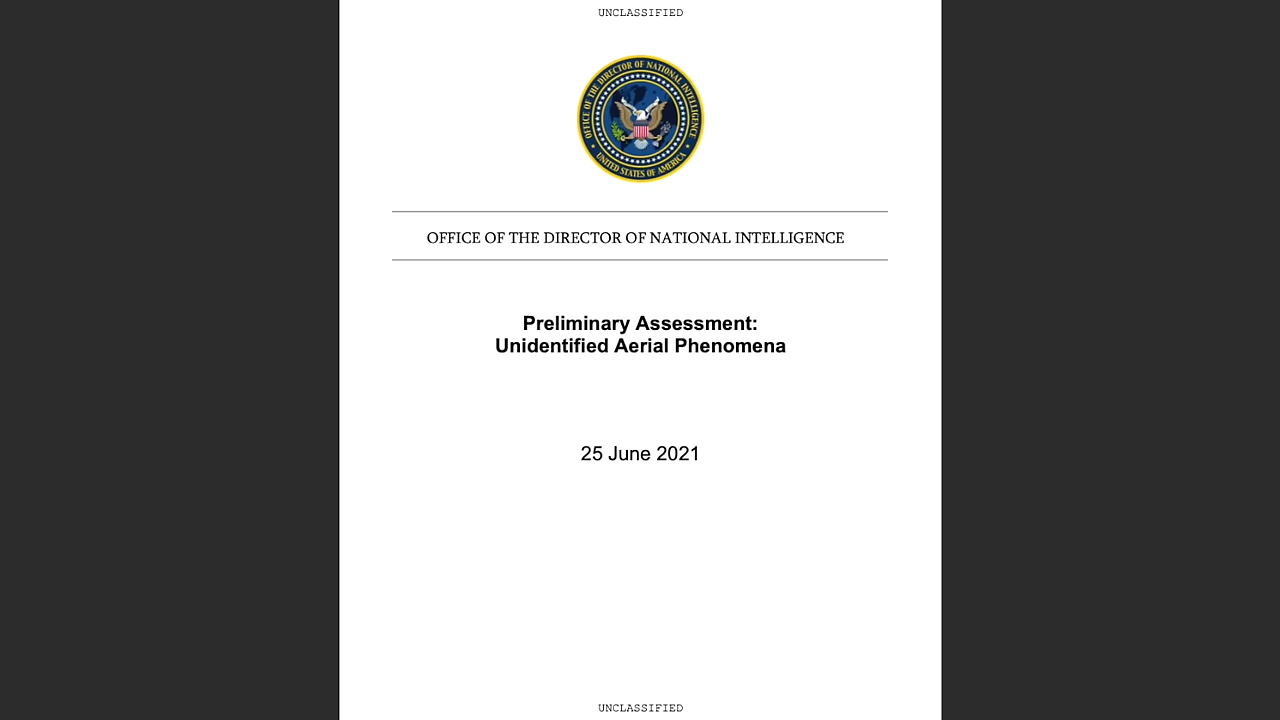 UNCLASSIFIED
OFFICE OF THE DIRECTOR OF NATIONAL INTELLIGENCE
UNITED STATES OF AMERICA
OFFICE OF THE DIRECTOR OF NATIONAL INTELLIGENCE
Preliminary Assessment:
Unidentified Aerial Phenomena
25 June 2021
UNCLASSIFIED